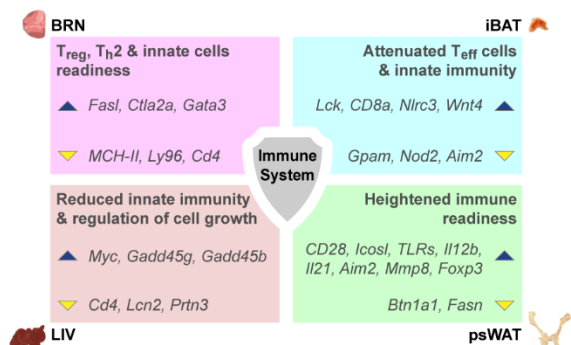 BRN
iBAT
Treg, Th2 & innate cells
readiness
Fasl, Ctla2a, Gata3
MCH-II, Ly96, Cd4
Attenuated Teff cells
& innate immunity
Lck, CD8a, Nlrc3, Wnt4
Gpam, Nod2, Aim2
Immune
System
Reduced innate immunity
& regulation of cell growth
Myc, Gadd45g, Gadd45b
Cd4, Lcn2, Prtn3
Heightened immune
readiness
CD28, Icosl, TLRs, Il12b,
Il21, Aim2, Mmp8, Foxp3
Btn1a1, Fasn
LIV
psWAT